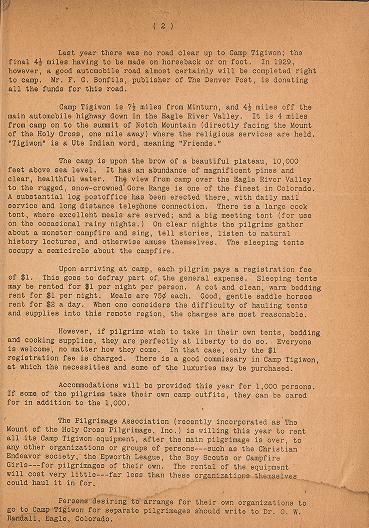 ( 2 )
Last year there was no road clear up to Camp Tigiwon; the
final 4½ miles having to be made on horseback or on foot. In 1929,
however, a good automobile road almost certainly will be completed right
to camp. Mr. F. G. Bonfils, publisher of The Denver Post, is donating
all the funds for this road.
Camp Tigiwon is 7½ miles from Minturn, and 4½ miles off the
main automobile highway down in the Eagle River Valley. It is 4 miles
from camp on to the summit of Notch Mountain (directly facing the Mount
of the Holy Cross, one mile away) where the religious services are held.
"Tigiwon" is a Ute Indian word, meaning "Friends."
The camp is upon the brow of a beautiful plateau, 10,000
feet above sea level. It has an abundance of magnificent pines and
clear, healthful water. The view from camp over the Eagle River Valley
to the rugged, snow-crowned Gore Range is one of the finest in Colorado.
A substantial log postoffice has been erected there, with daily mail
service and long distance telephone connection. There is a large cook
tent, where excellent meals are served; and a big meeting tent (for use
on the occasional rainy nights.) On clear nights the pilgrims gather
about a monster campfire and sing, tell stories, listen to natural
history lectures, and otherwise amuse themselves. The sleeping tents
occupy a semicircle about the campfire.
Upon arriving at camp, each pilgrim pays a registration fee
of $1. This goes to defray part of the general expense. Sleeping tents
may be rented for $1 per night per person. A cot and clean, warm bedding
rent for $1 per night. Meals are 75¢ each. Good, gentle saddle horses
rent for $2 a day. When one considers the difficulty of hauling tents
and supplies into this remote region, the charges are most reasonable.
However, if pilgrims wish to take in their own tents, bedding
and cooking supplies, they are perfectly at liberty to do so. Everyone
is welcome, no matter how they come. In that case, only the $1
registration fee is charged. There is a good commissary at Camp Tigiwon,
at which the necessities and some of the luxuries may be purchased.
Accommodations will be provided this year for 1,000 persons.
If some of the pilgrims take their own camp outfits, they can be cared
for in addition to the 1,000.
The Pilgrimage Association (recently incorporated as The
Mount of the Holy Cross Pilgrimage, Inc.) is willing this year to rent
all its Camp Tigiwon equipment, after the main pilgrimage is over, to
any other organizations or groups of persons---such as the Christian
Endeavor society, the Epworth League, the Boy Scouts or Campfire
Girls---for pilgrimages of their own. The rental of the equipment
will cost very little---far less than these organizations themselves
could haul it in for.
Persons desiring to arrange for their own organizations to
go to Camp Tigiwon for separate pilgrimages should write to Dr. O. W.
Randall, Eagle, Colorado.